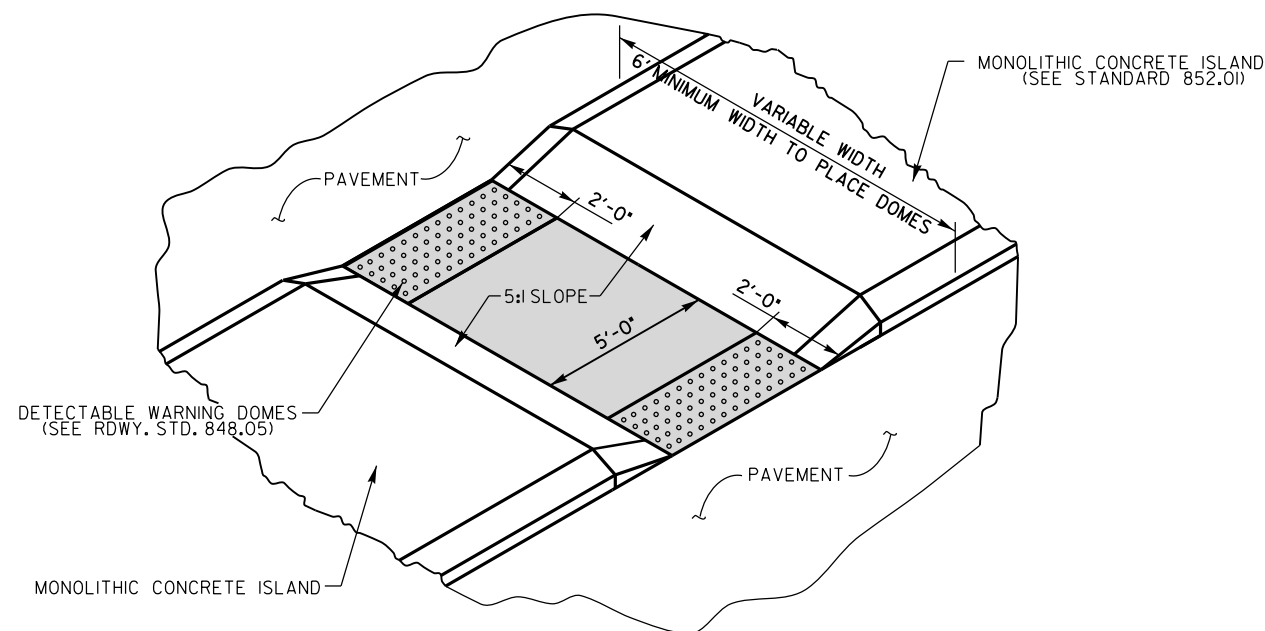 MONOLITHIC CONCRETE ISLAND
(SEE STANDARD 852.01)
VARIABLE WIDTH
6' MINIMUM WIDTH TO PLACE DOMES
PAVEMENT
2'-0"
5:1 SLOPE
2'-0"
5'-0"
DETECTABLE WARNING DOMES
(SEE RDWY. STD. 848.05)
PAVEMENT
MONOLITHIC CONCRETE ISLAND